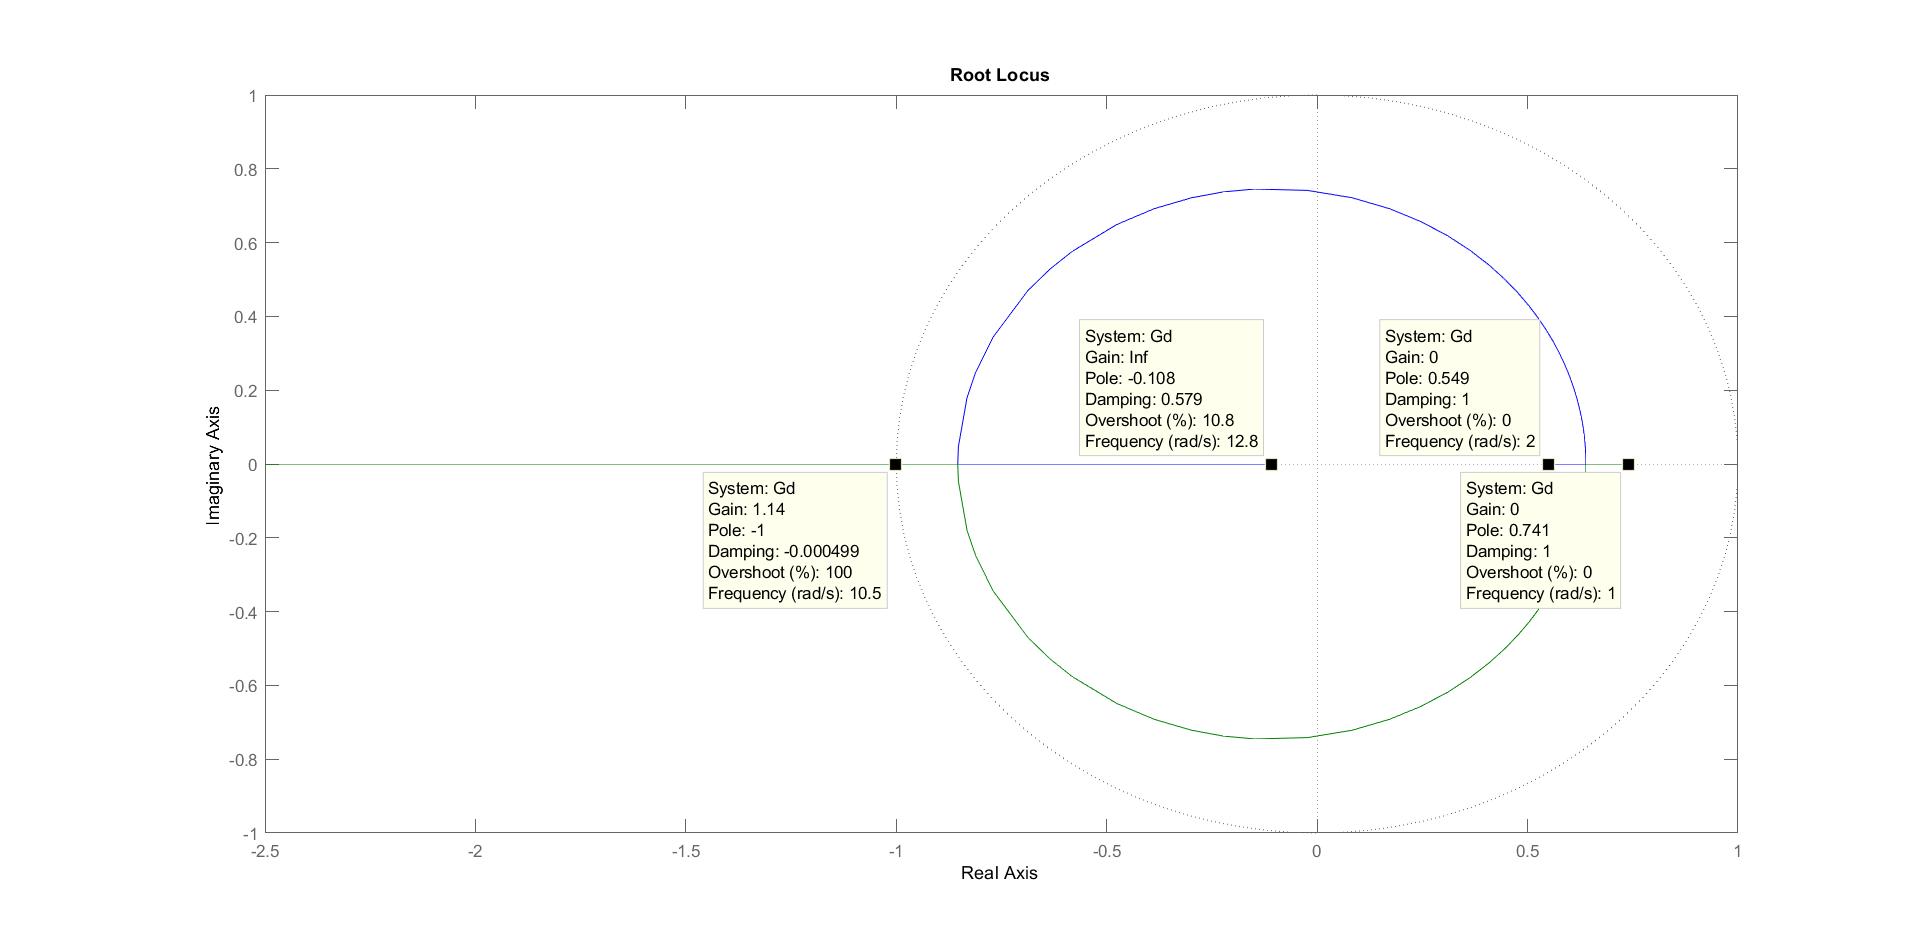 Root Locus
1
0.8
0.6
0.4
0.2
0
-0.2
-0.4
-0.6
-0.8
-1
Imaginary Axis
System: Gd
Gain: Inf
Pole: -0.108
Damping: 0.579
Overshoot (%): 10.8
Frequency (rad/s): 12.8
System: Gd
Gain: 0
Pole: 0.549
Damping: 1
Overshoot (%): 0
Frequency (rad/s): 2
System: Gd
Gain: 1.14
Pole: -1
Damping: -0.000499
Overshoot (%): 100
Frequency (rad/s): 10.5
System: Gd
Gain: 0
Pole: 0.741
Damping: 1
Overshoot (%): 0
Frequency (rad/s): 1
-2.5 -2 -1.5 -1 -0.5 0 0.5 1
Real Axis